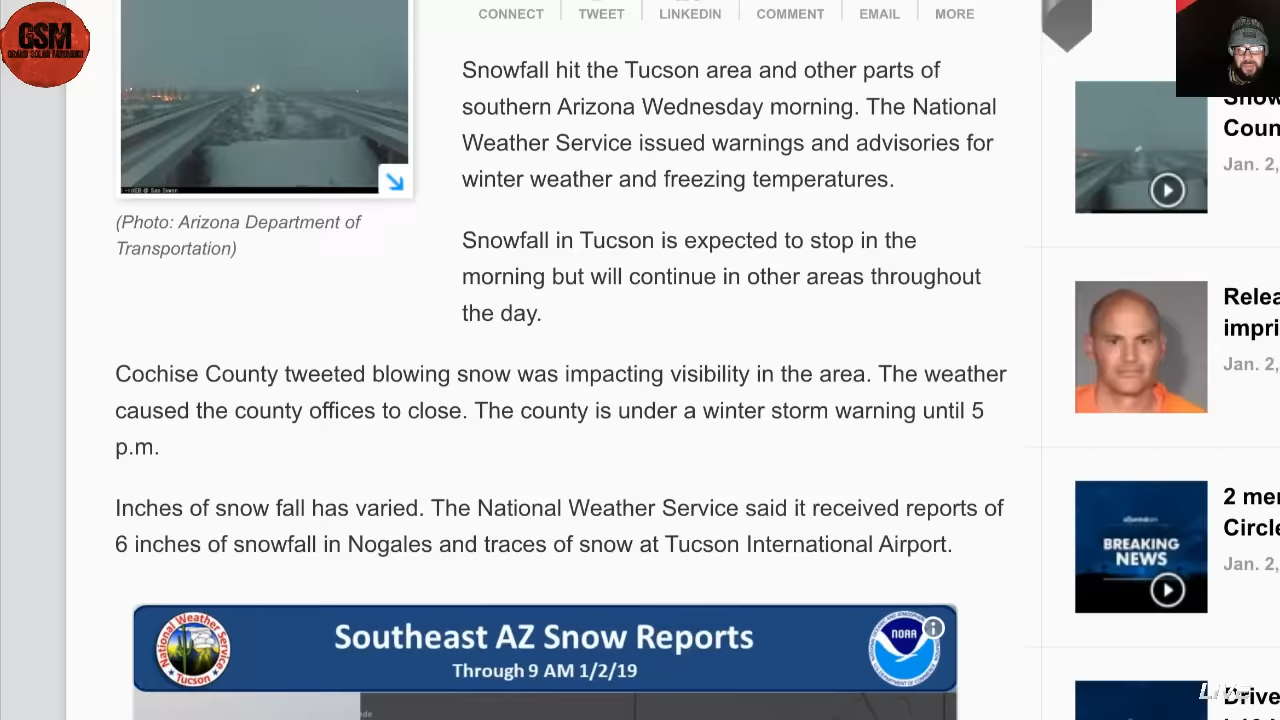 GSM
GRAND SOLAR MINIMUM
CONNECT
TWEET
LINKEDIN
COMMENT
EMAIL
MORE
Snowfall hit the Tucson area and other parts of
southern Arizona Wednesday morning. The National
Weather Service issued warnings and advisories for
winter weather and freezing temperatures.
(Photo: Arizona Department of
Transportation)
Snowfall in Tucson is expected to stop in the
morning but will continue in other areas throughout
the day.
Cochise County tweeted blowing snow was impacting visibility in the area. The weather
caused the county offices to close. The county is under a winter storm warning until 5
p.m.
Inches of snow fall has varied. The National Weather Service said it received reports of
6 inches of snowfall in Nogales and traces of snow at Tucson International Airport.
National Weather Service
Tucson
Southeast AZ Snow Reports
Through 9 AM 1/2/19
NOAA
Snow
Coun
Jan. 2,
Relea
impri
Jan. 2,
BREAKING
NEWS
2 mer
Circle
Jan. 2,
LIVE
Drive